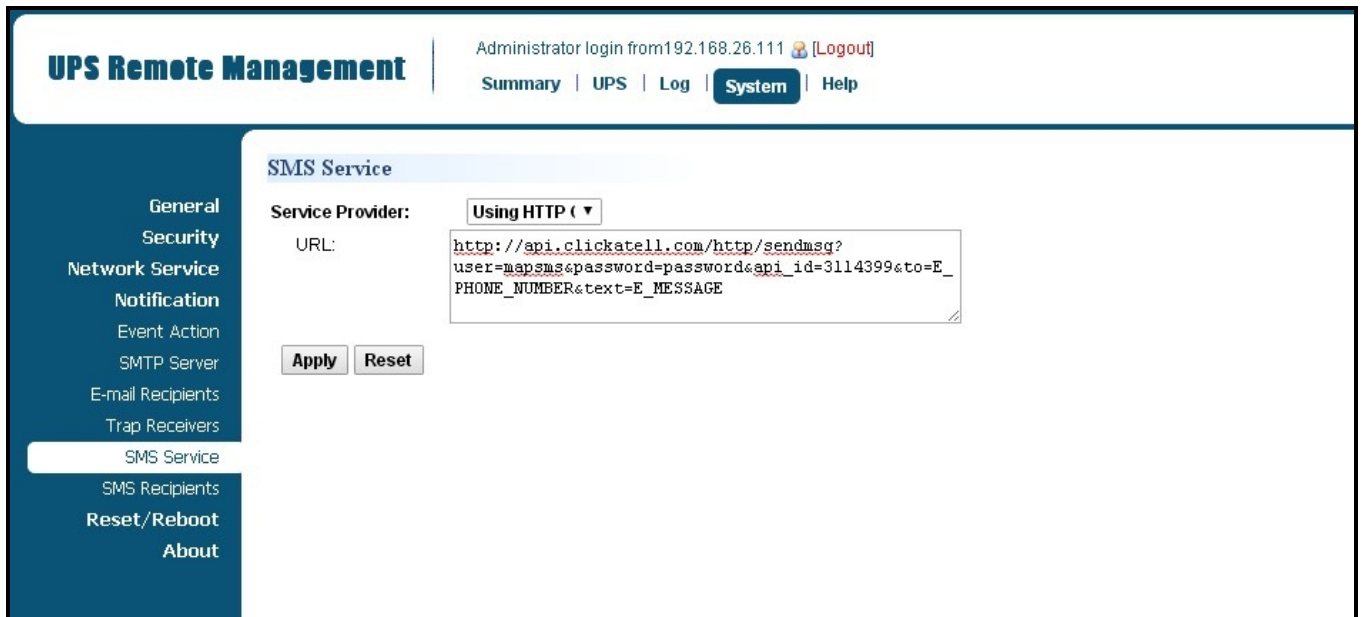 UPS Remote Management
Administrator login from192.168.26.111 [Logout]
Summary | UPS | Log | System | Help
General
Security
Network Service
Notification
Event Action
SMTP Server
E-mail Recipients
Trap Receivers
SMS Service
SMS Recipients
Reset/Reboot
About
SMS Service
Service Provider: Using HTTP (
URL:
http://api.clickatell.com/http/sendmsg?
user=mapsms&password=password&api_id=3114399&to=E_
PHONE_NUMBER&text=E_MESSAGE
Apply Reset